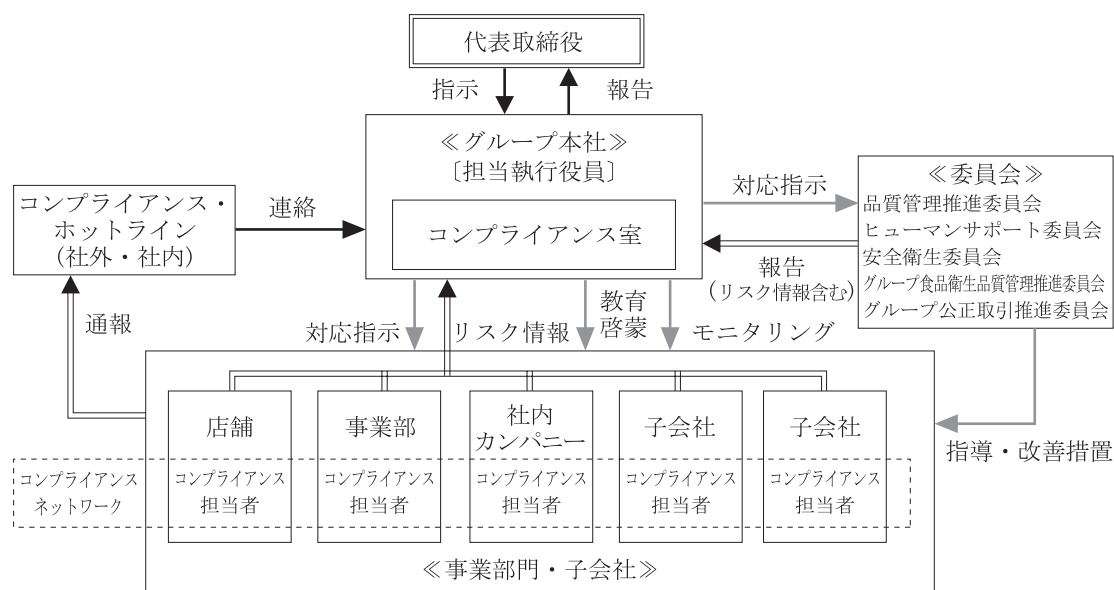 代表取締役
指示
報告
≪グループ本社≫
〔担当執行役員〕
コンプライアンス室
コンプライアンス・
ホットライン
(社外・社内)
連絡
対応指示
≪委員会≫
品質管理推進委員会
ヒューマンサポート委員会
安全衛生委員会
グループ食品衛生品質管理推進委員会
グループ公正取引推進委員会
報告
(リスク情報含む)
通報
対応指示
リスク情報
教育
啓蒙
モニタリング
指導・改善措置
店舗
事業部
社内
カンパニー
子会社
子会社
コンプライアンス
ネットワーク
コンプライアンス
担当者
コンプライアンス
担当者
コンプライアンス
担当者
コンプライアンス
担当者
コンプライアンス
担当者
≪事業部門・子会社≫